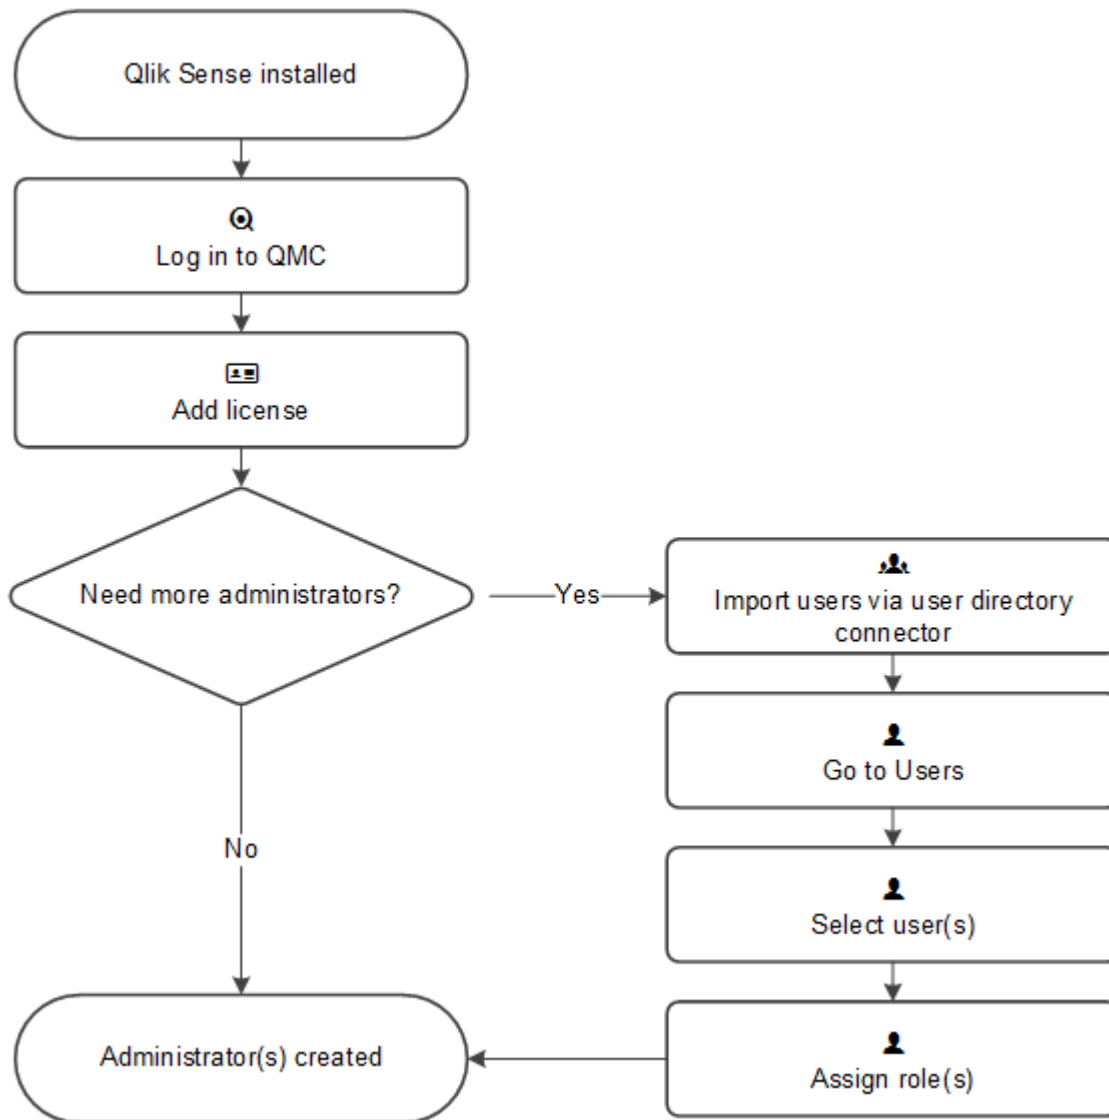 Qlik Sense installed
Log in to QMC
Add license
Need more administrators?
Yes
Import users via user directory
connector
Go to Users
Select user(s)
Assign role(s)
No
Administrator(s) created